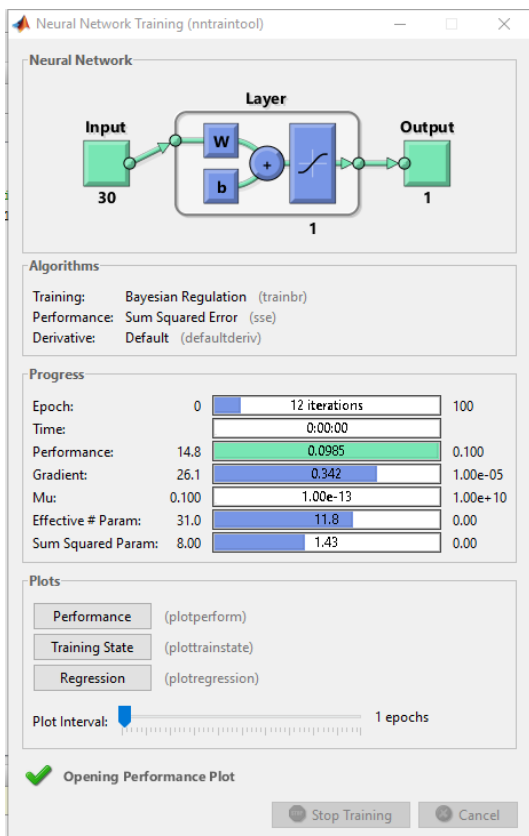 Neural Network Training (nntraintool)
Neural Network
Layer
Input
Output
W
b
+
30
1
1
Algorithms
Training: Bayesian Regulation (trainbr)
Performance: Sum Squared Error (sse)
Derivative: Default (defaultderiv)
Progress
Epoch: 0 12 iterations 100
Time: 0:00:00
Performance: 14.8 0.0985 0.100
Gradient: 26.1 0.342 1.00e-05
Mu: 0.100 1.00e-13 1.00e+10
Effective # Param: 31.0 11.8 0.00
Sum Squared Param: 8.00 1.43 0.00
Plots
Performance (plotperform)
Training State (plottrainstate)
Regression (plotregression)
Plot Interval: 1 epochs
Opening Performance Plot
Stop Training Cancel